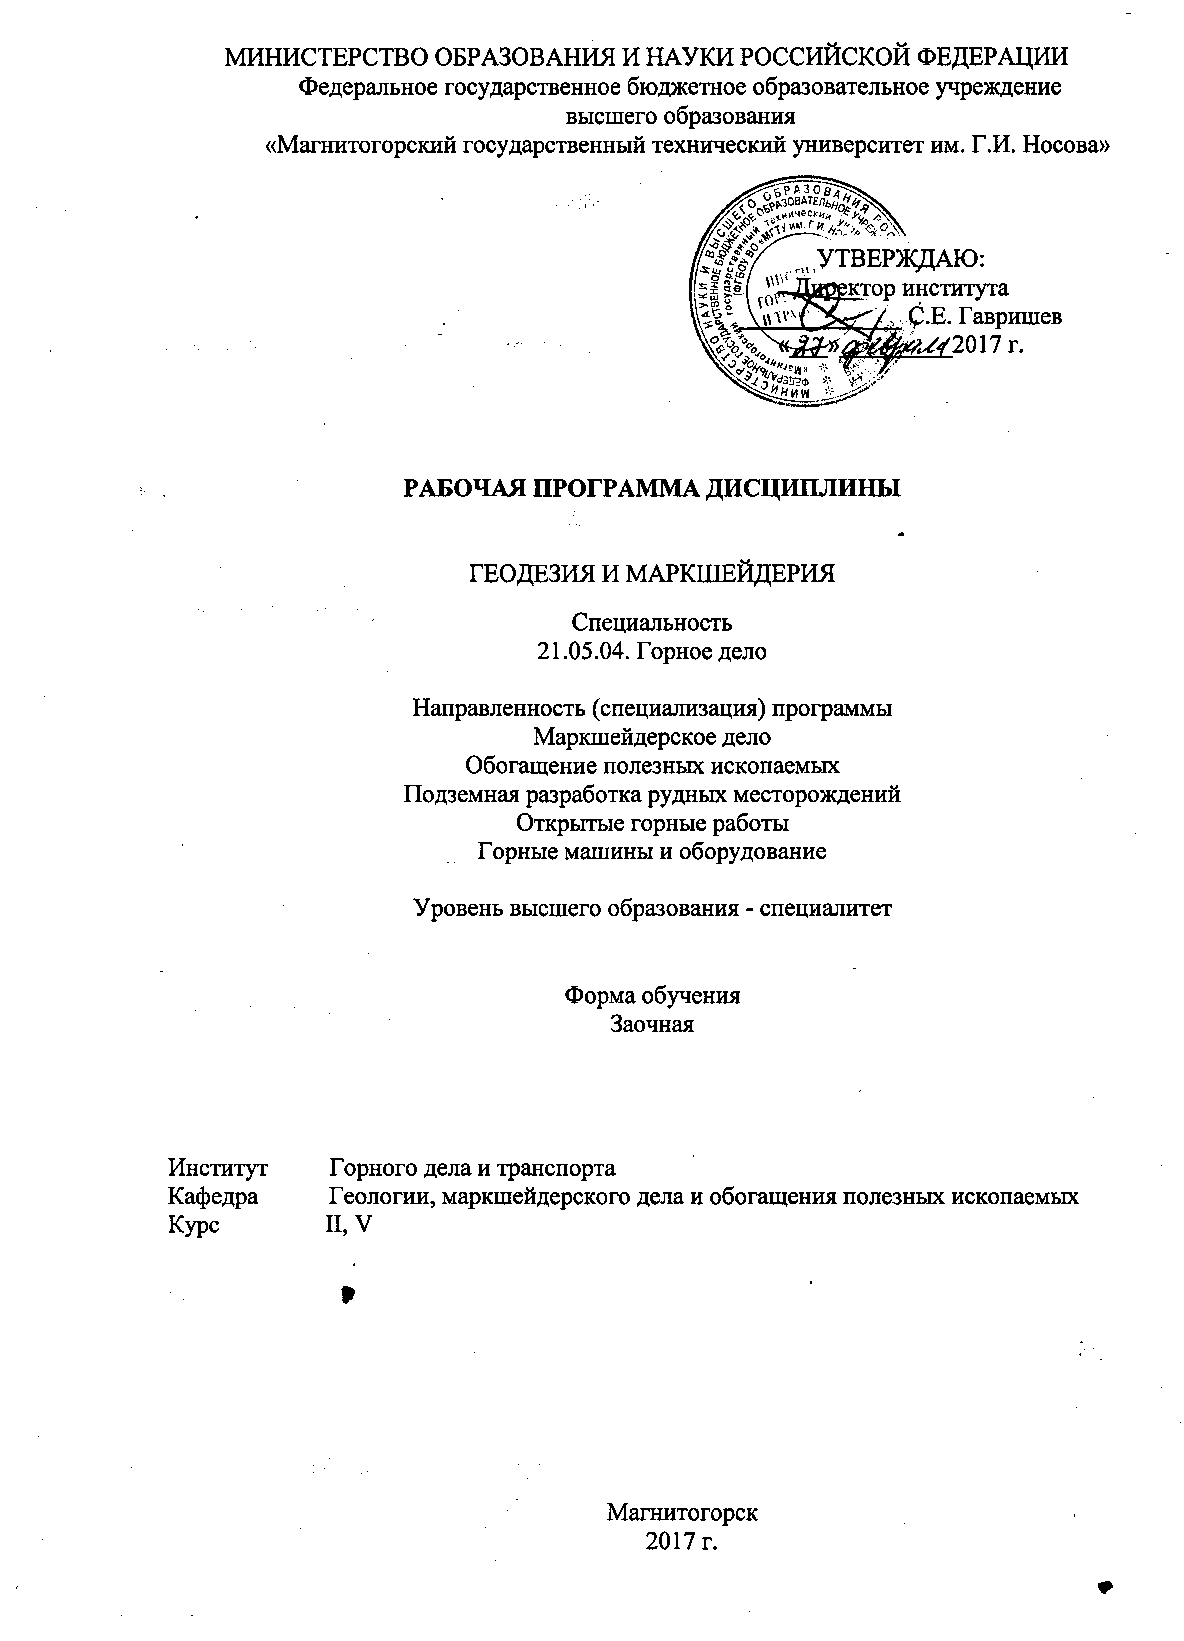 МИНИСТЕРСТВО ОБРАЗОВАНИЯ И НАУКИ РОССИЙСКОЙ ФЕДЕРАЦИИ
Федеральное государственное бюджетное образовательное учреждение
высшего образования
«Магнитогорский государственный технический университет им. Г.И. Носова»
УТВЕРЖДАЮ:
Директор института
С.Е. Гавришев
«27» февраля 2017 г.
РАБОЧАЯ ПРОГРАММА ДИСЦИПЛИНЫ
ГЕОДЕЗИЯ И МАРКШЕЙДЕРИЯ
Специальность
21.05.04. Горное дело
Направленность (специализация) программы
Маркшейдерское дело
Обогащение полезных ископаемых
Подземная разработка рудных месторождений
Открытые горные работы
Горные машины и оборудование
Уровень высшего образования - специалитет
Форма обучения
Заочная
Институт Горного дела и транспорта
Кафедра Геологии, маркшейдерского дела и обогащения полезных ископаемых
Курс II, V
Магнитогорск
2017 г.